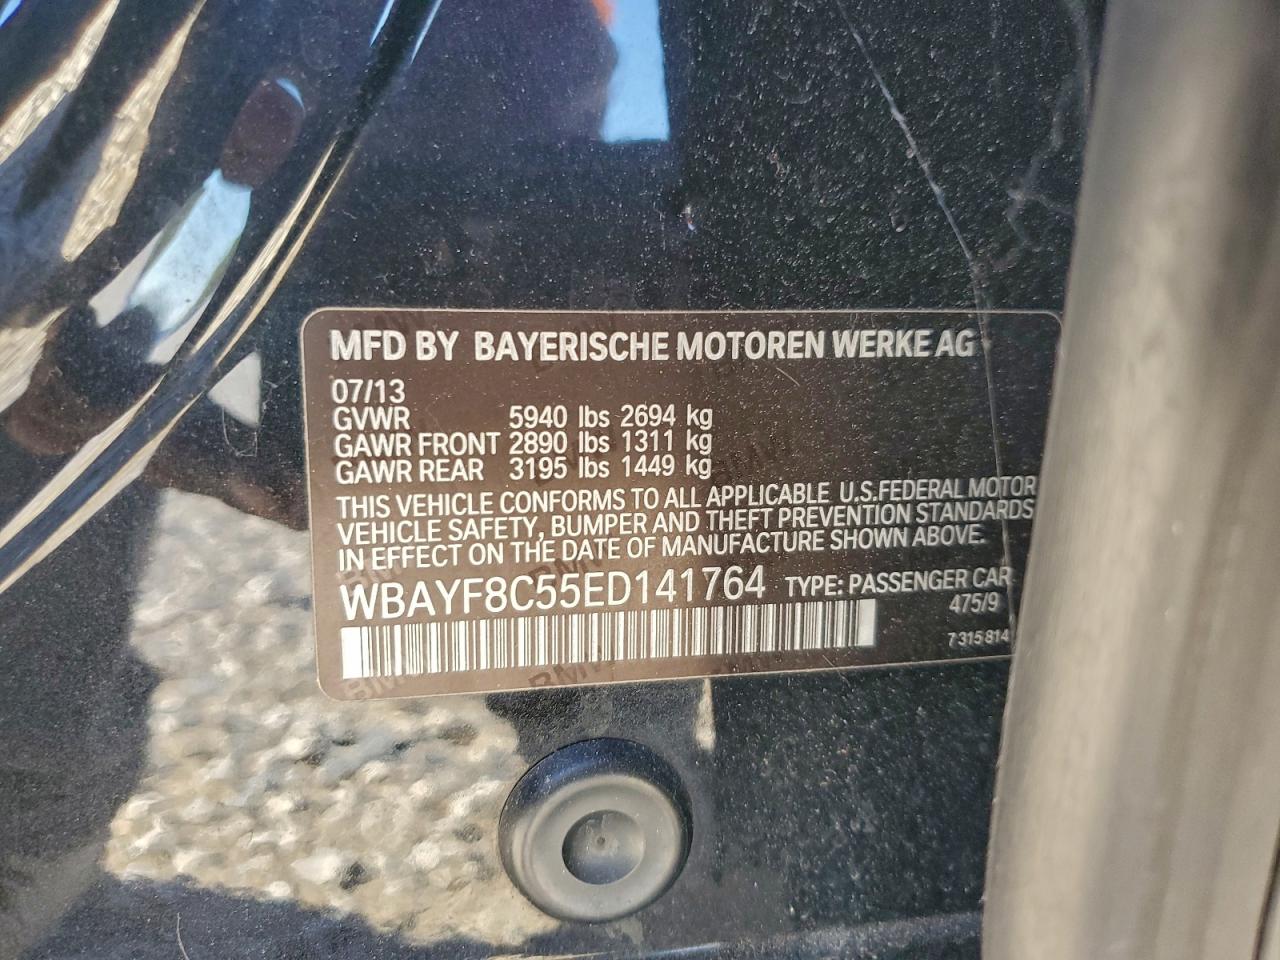 MFD BY BAYERISCHE MOTOREN WERKE AG
07/13
GVWR 5940 lbs 2694 kg
GAWR FRONT 2890 lbs 1311 kg
GAWR REAR 3195 lbs 1449 kg
THIS VEHICLE CONFORMS TO ALL APPLICABLE U.S.FEDERAL MOTOR
VEHICLE SAFETY, BUMPER AND THEFT PREVENTION STANDARDS
IN EFFECT ON THE DATE OF MANUFACTURE SHOWN ABOVE.
WBAYF8C55ED141764 TYPE: PASSENGER CAR
475/9
7 315 814